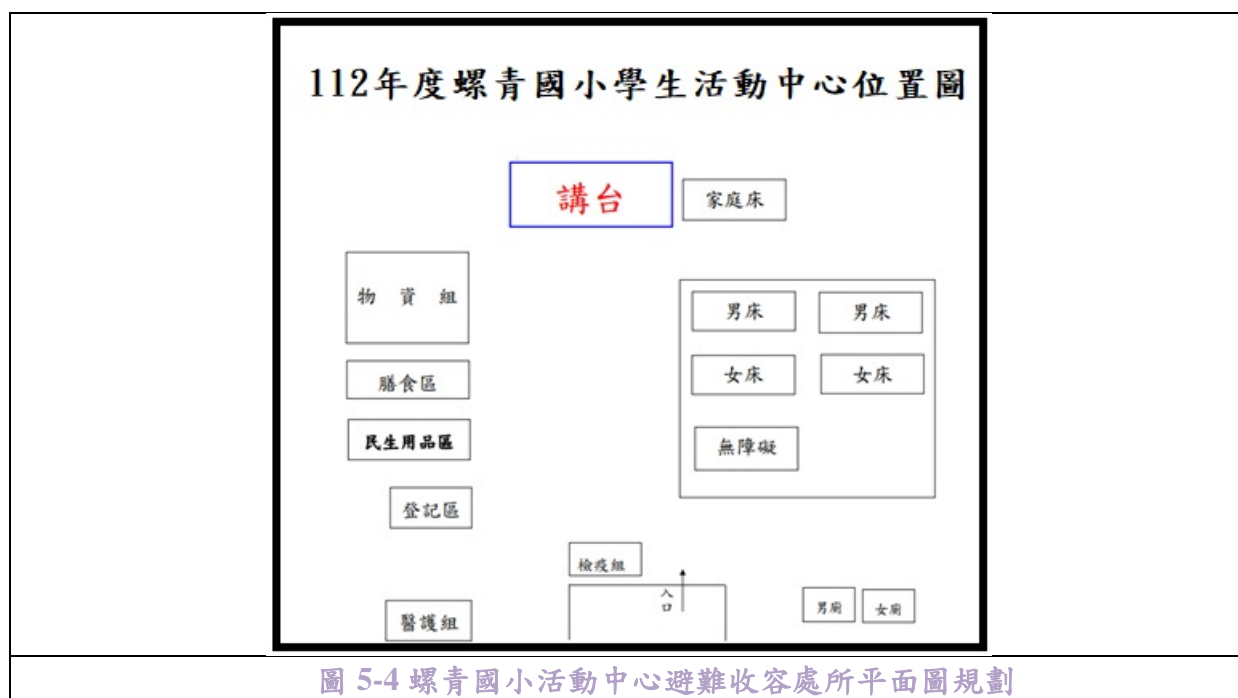 112年度螺青國小學生活動中心位置圖
講台
家庭床
物資組
男床
男床
膳食區
女床
女床
民生用品區
無障礙
登記區
檢疫組
入口
男廁
女廁
醫護組
圖 5-4 螺青國小活動中心避難收容處所平面圖規劃